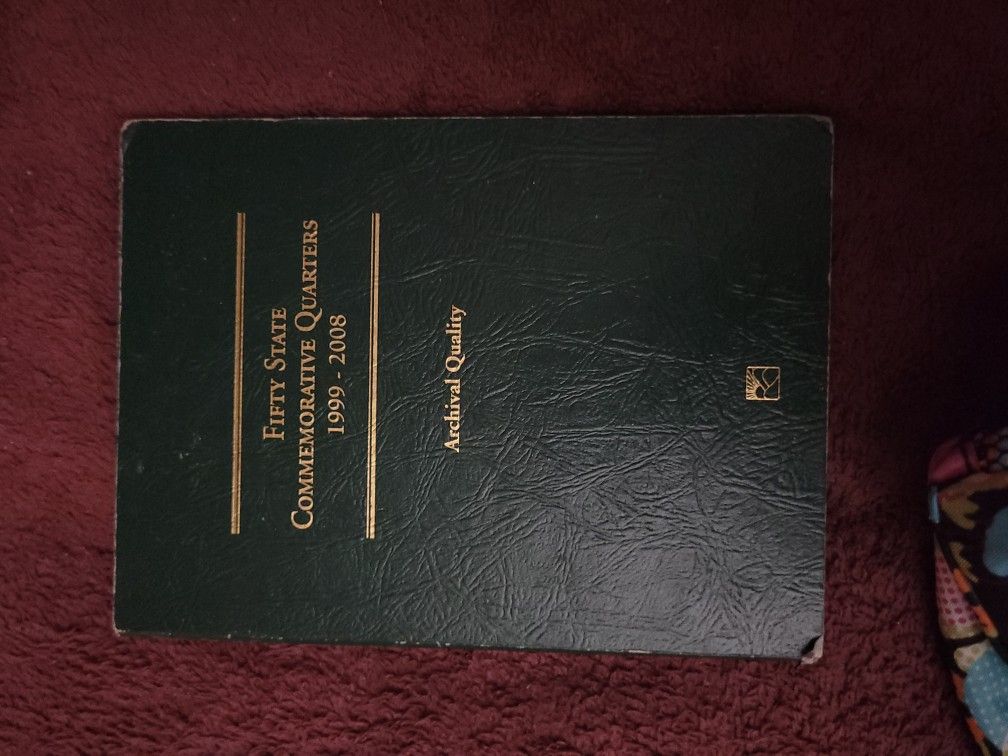 FIFTY STATE
COMMEMORATIVE QUARTERS
1999 - 2008
Archival Quality